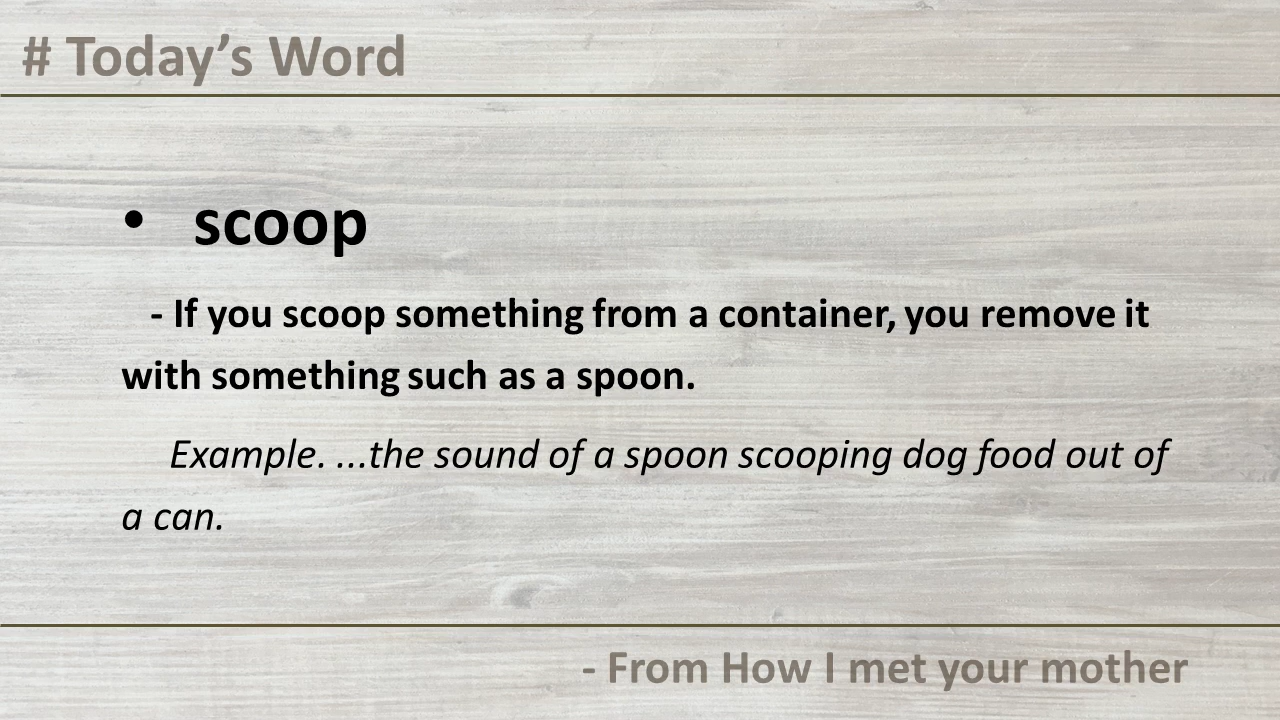 # Today’s Word
• scoop
- If you scoop something from a container, you remove it
with something such as a spoon.
Example. ...the sound of a spoon scooping dog food out of
a can.
- From How I met your mother